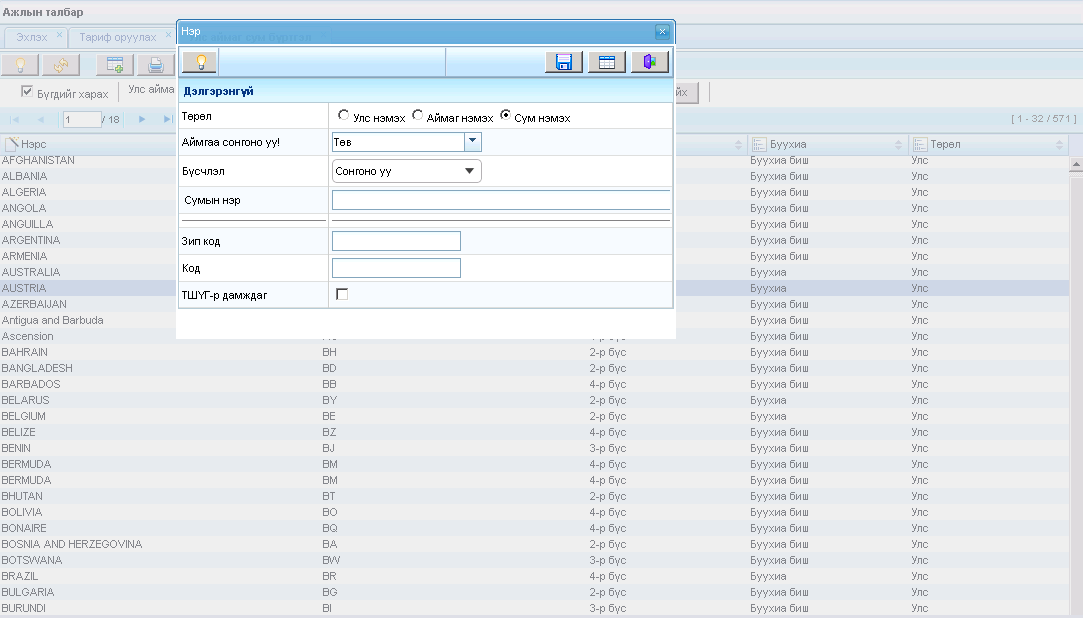 Ажлын талбар
Эхлэх
Тариф оруулах
аймаг сум бүртгэл
Бүгдийг харах
Улс айма
йх
1 / 18
[ 1 - 32 / 571 ]
Нэр
Дэлгэрэнгүй
Төрөл
Улс нэмэх Аймаг нэмэх Сум нэмэх
Аймгаа сонгоно уу!
Төв
Бүсчлэл
Сонгоно уу
Сумын нэр
Зип код
Код
ТШУГ-р дамждаг
Нэрс Буухиа Төрөл
AFGHANISTAN Буухиа биш Улс
ALBANIA Буухиа биш Улс
ALGERIA Буухиа биш Улс
ANGOLA Буухиа биш Улс
ANGUILLA Буухиа биш Улс
ARGENTINA Буухиа биш Улс
ARMENIA Буухиа биш Улс
AUSTRALIA Буухиа Улс
AUSTRIA Буухиа Улс
AZERBAIJAN Буухиа биш Улс
Antigua and Barbuda Буухиа биш Улс
Ascension Буухиа биш Улс
BAHRAIN BH 2-р бүс Буухиа биш Улс
BANGLADESH BD 2-р бүс Буухиа биш Улс
BARBADOS BB 4-р бүс Буухиа биш Улс
BELARUS BY 2-р бүс Буухиа Улс
BELGIUM BE 2-р бүс Буухиа Улс
BELIZE BZ 4-р бүс Буухиа биш Улс
BENIN BJ 3-р бүс Буухиа биш Улс
BERMUDA BM 4-р бүс Буухиа биш Улс
BERMUDA BM 4-р бүс Буухиа биш Улс
BHUTAN BT 2-р бүс Буухиа биш Улс
BOLIVIA BO 4-р бүс Буухиа биш Улс
BONAIRE BQ 4-р бүс Буухиа биш Улс
BOSNIA AND HERZEGOVINA BA 2-р бүс Буухиа биш Улс
BOTSWANA BW 3-р бүс Буухиа биш Улс
BRAZIL BR 4-р бүс Буухиа Улс
BULGARIA BG 2-р бүс Буухиа биш Улс
BURUNDI BI 3-р бүс Буухиа биш Улс